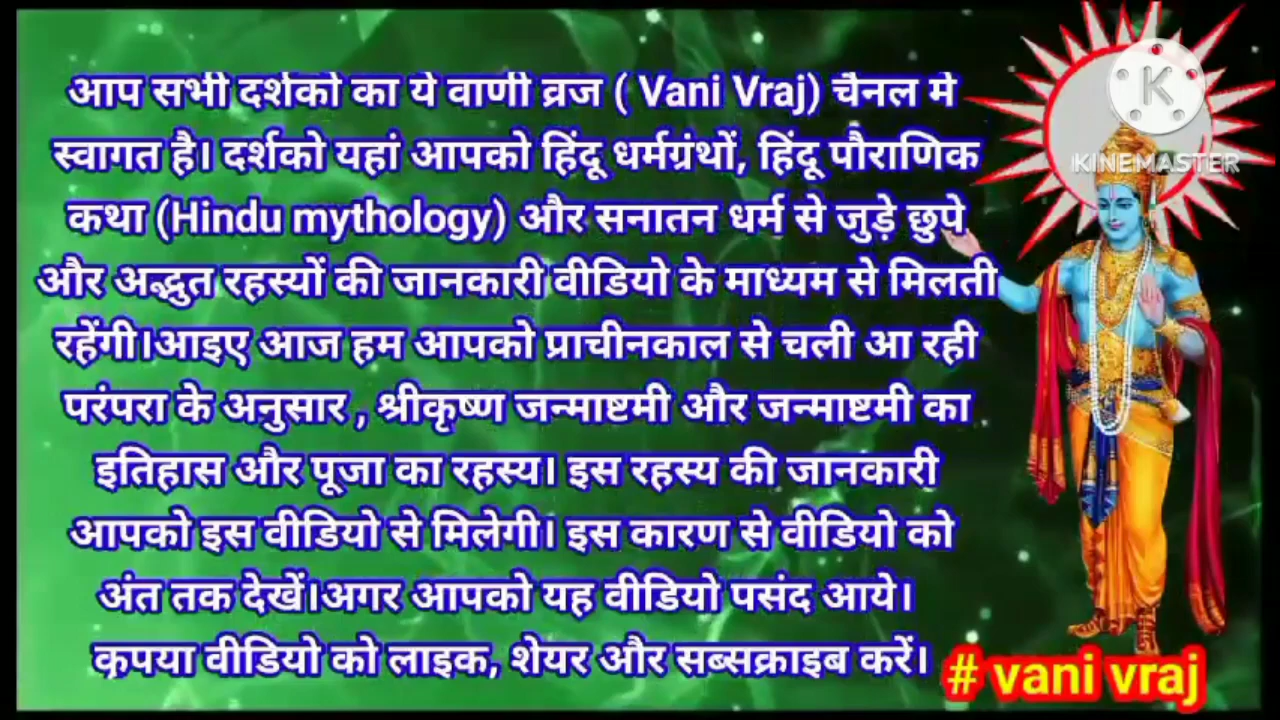 आप सभी दर्शको का ये वाणी व्रज ( Vani Vraj) चैनल मे
स्वागत है। दर्शको यहां आपको हिंदू धर्मग्रंथों, हिंदू पौराणिक
कथा (Hindu mythology) और सनातन धर्म से जुड़े छुपे
और अद्भुत रहस्यों की जानकारी वीडियो के माध्यम से मिलती
रहेंगी।आइए आज हम आपको प्राचीनकाल से चली आ रही
परंपरा के अनुसार , श्रीकृष्ण जन्माष्टमी और जन्माष्टमी का
इतिहास और पूजा का रहस्य। इस रहस्य की जानकारी
आपको इस वीडियो से मिलेगी। इस कारण से वीडियो को
अंत तक देखें।अगर आपको यह वीडियो पसंद आये।
कृपया वीडियो को लाइक, शेयर और सब्सक्राइब करें।
# vani vraj
K
KINEMASTER